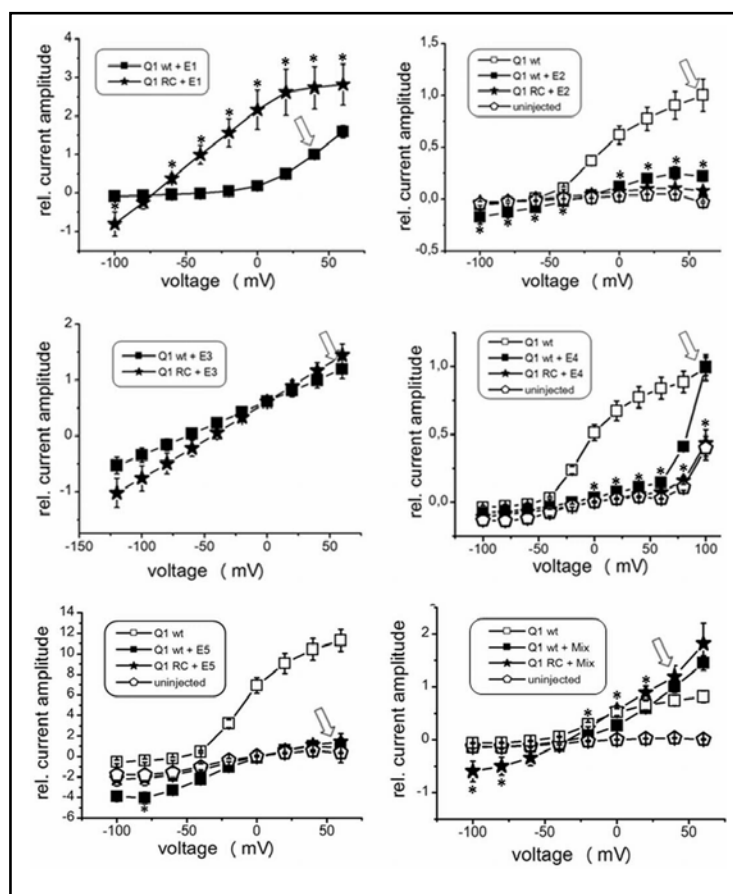 Q1 wt + E1
Q1 RC + E1
rel. current amplitude
4
3
2
1
0
-1
-100
-50
0
50
voltage ( mV)
Q1 wt
Q1 wt + E2
Q1 RC + E2
uninjected
rel. current amplitude
1,5
1,0
0,5
0,0
-0,5
-100
-50
0
50
voltage ( mV)
Q1 wt + E3
Q1 RC + E3
rel. current amplitude
2
1
0
-1
-150
-100
-50
0
50
voltage ( mV)
Q1 wt
Q1 wt + E4
Q1 RC + E4
uninjected
rel. current amplitude
1,0
0,5
0,0
-100
-50
0
50
100
voltage ( mV)
Q1 wt
Q1 wt + E5
Q1 RC + E5
uninjected
rel. current amplitude
14
12
10
8
6
4
2
0
-2
-4
-6
-100
-50
0
50
voltage ( mV)
Q1 wt
Q1 wt + Mix
Q1 RC + Mix
uninjected
rel. current amplitude
2
1
0
-1
-100
-50
0
50
voltage ( mV)